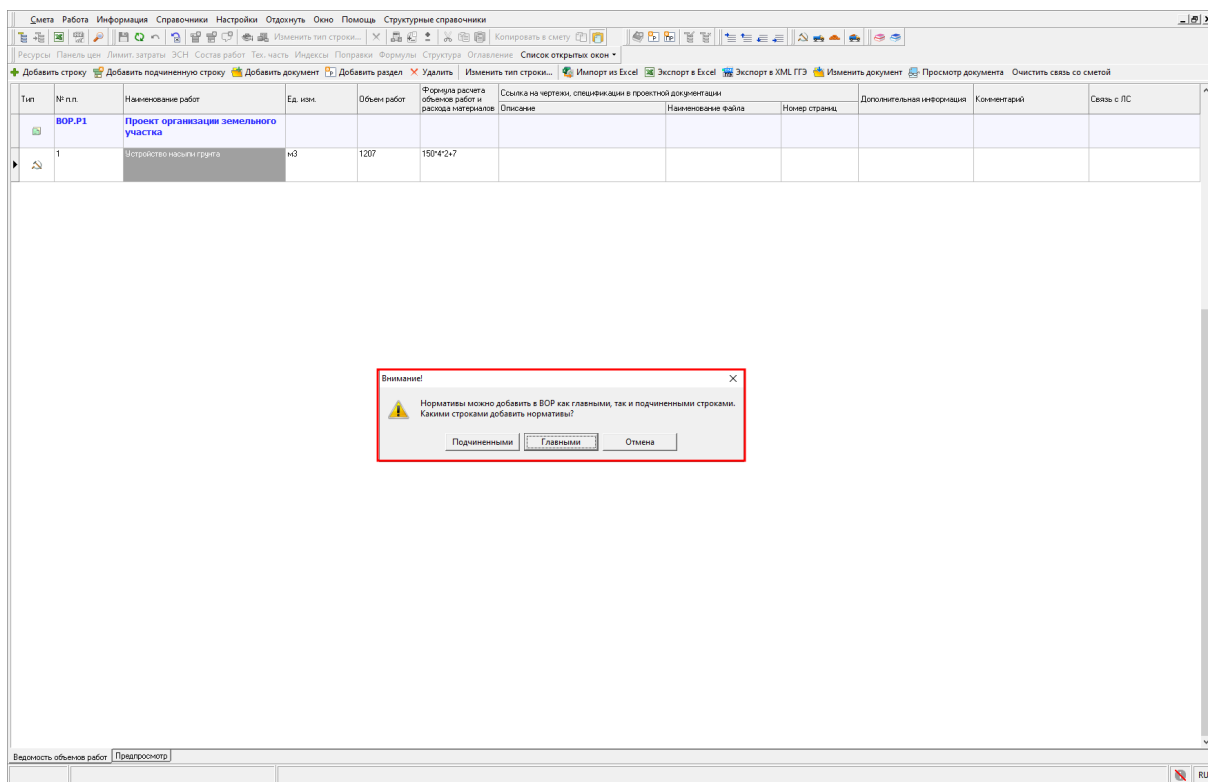 Смета Работа Информация Справочники Настройки Отдохнуть Окно Помощь Структурные справочники
Изменить тип строки... Копировать в смету
Ресурсы Панель цен Лимит. затраты ЭСН Состав работ Тех. часть Индексы Поправки Формулы Структура Оглавление Список открытых окон
Добавить строку Добавить подчиненную строку Добавить документ Добавить раздел Удалить Изменить тип строки... Импорт из Excel Экспорт в Excel Экспорт в XML ГГЭ Изменить документ Просмотр документа Очистить связь со сметой
Тип № п.п. Наименование работ Ед. изм. Объем работ Формула расчета объемов работ и расхода материалов Ссылка на чертежи, спецификации в проектной документации Дополнительная информация Комментарий Связь с ЛС
Описание Наименование файла Номер страниц
ВОР.Р1 Проект организации земельного
участка
1 Устройство насыпи грунта м3 1207 150*4*2+7
Внимание!
Нормативы можно добавить в ВОР как главными, так и подчиненными строками.
Какими строками добавить нормативы?
Подчиненными Главными Отмена
Ведомость объемов работ Предпросмотр
RU